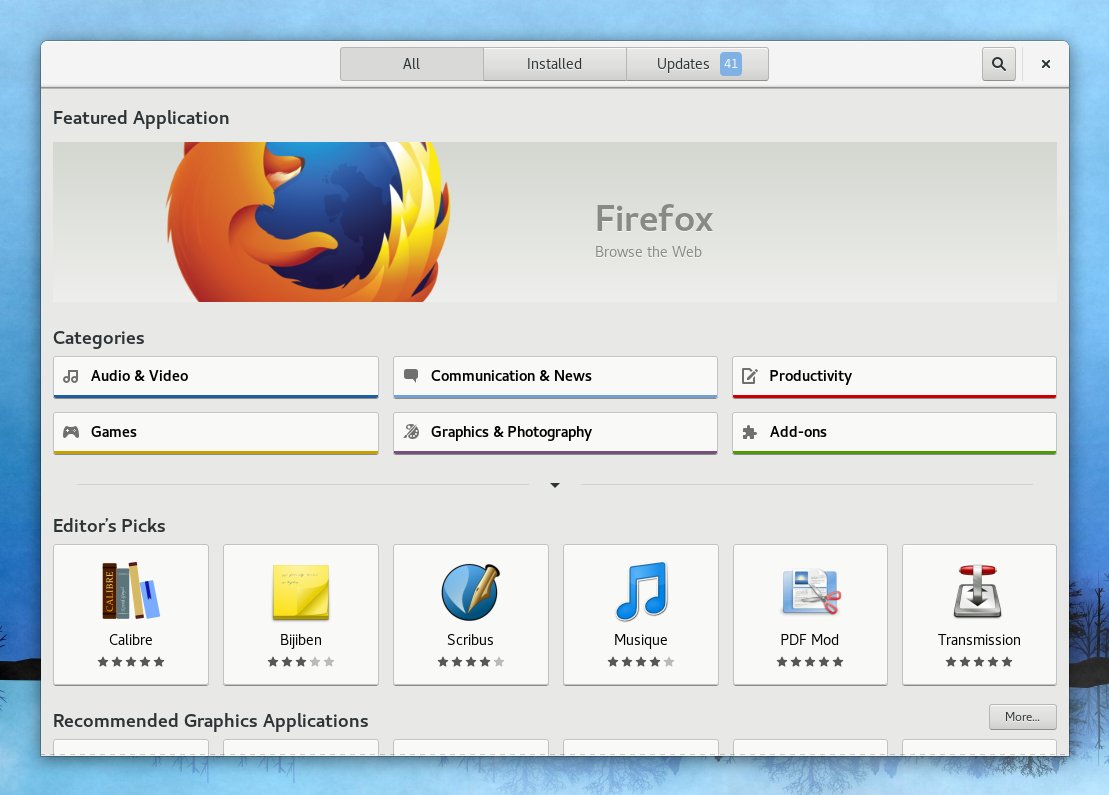 All
Installed
Updates 41
Featured Application
Firefox
Browse the Web
Categories
Audio & Video
Communication & News
Productivity
Games
Graphics & Photography
Add-ons
Editor's Picks
CALIBRE
Calibre
Bijiben
Scribus
Musique
PDF Mod
Transmission
Recommended Graphics Applications
More...